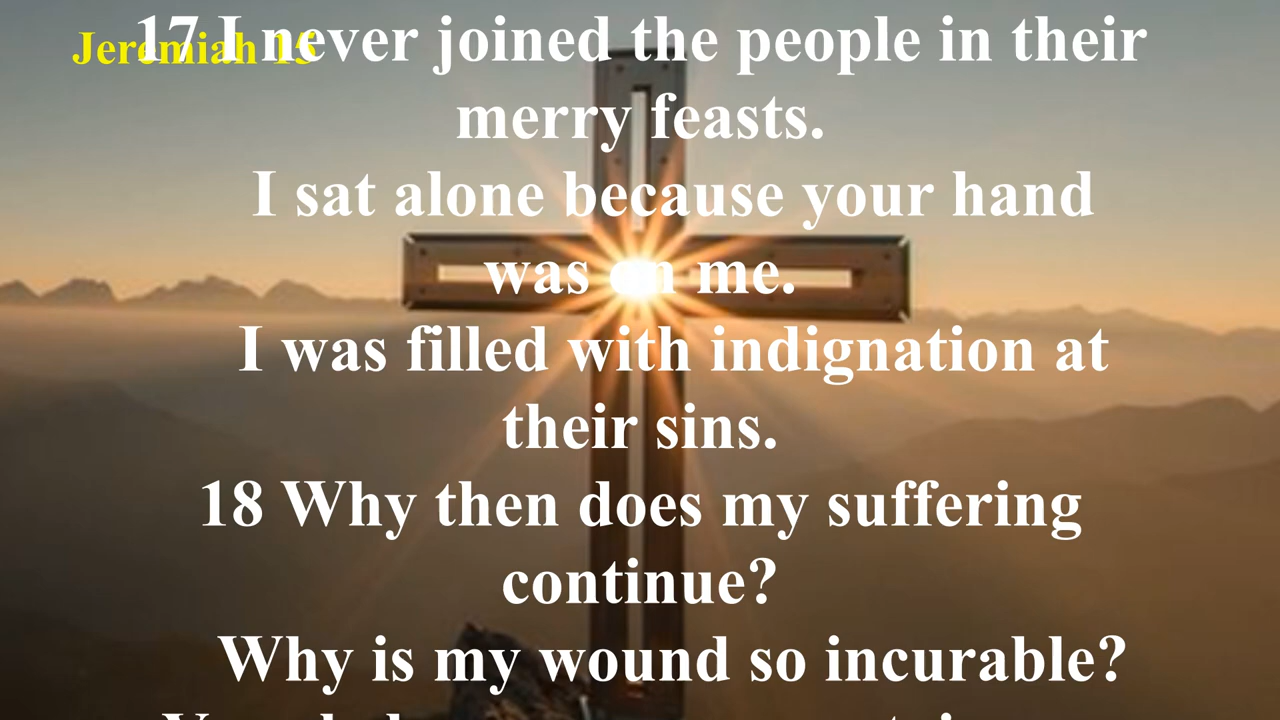 Jeremiah 15
17 I never joined the people in their
merry feasts.
I sat alone because your hand
was on me.
I was filled with indignation at
their sins.
18 Why then does my suffering
continue?
Why is my wound so incurable?